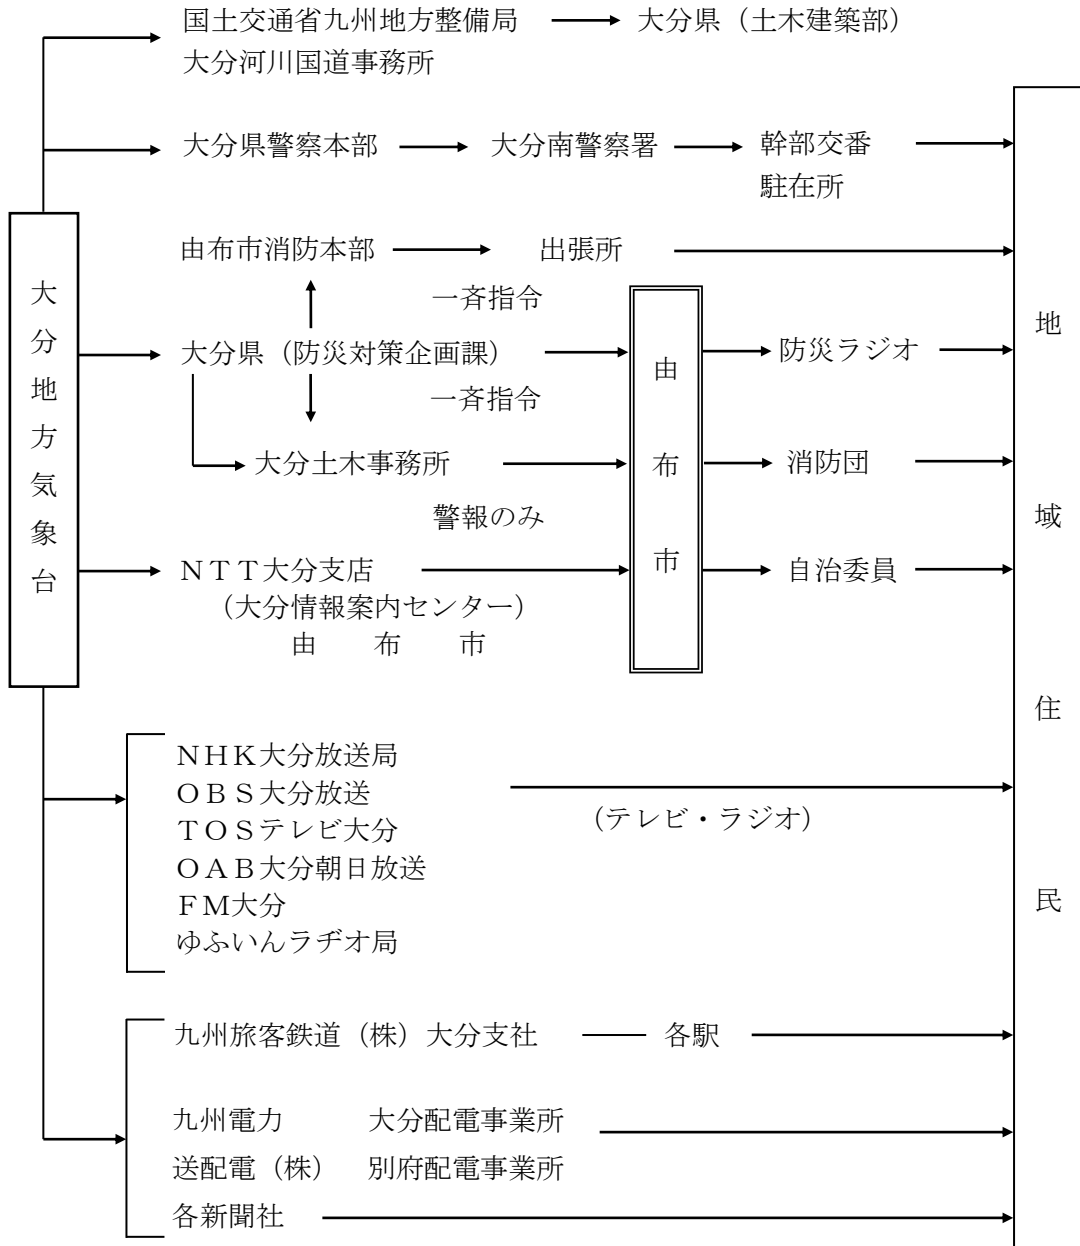 国土交通省九州地方整備局 大分県（土木建築部）
大分河川国道事務所
大分県警察本部 大分南警察署 幹部交番
駐在所
大分地方気象台
由布市消防本部 出張所
一斉指令
大分県（防災対策企画課）
一斉指令
大分土木事務所
警報のみ
ＮＴＴ大分支店
（大分情報案内センター）
由布市
由布市
防災ラジオ
消防団
自治委員
地域住民
ＮＨＫ大分放送局
ＯＢＳ大分放送
ＴＯＳテレビ大分
ＯＡＢ大分朝日放送
ＦＭ大分
ゆふいんラヂオ局
（テレビ・ラジオ）
九州旅客鉄道（株）大分支社 各駅
九州電力 大分配電事業所
送配電（株） 別府配電事業所
各新聞社